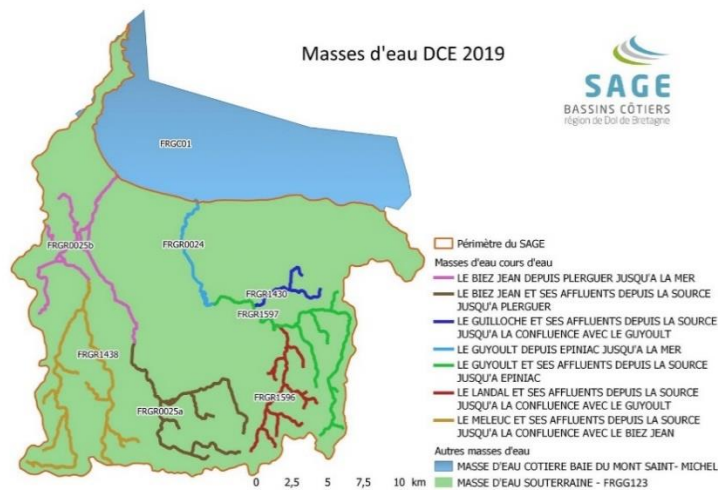 Masses d'eau DCE 2019
SAGE
BASSINS CÔTIERS
région de Dol de Bretagne
FRGC01
FRGR0025b
FRGR0024
FRGR1430
FRGR1597
FRGR1438
FRGR1596
FRGR0025a
Périmètre du SAGE
Masses d'eau cours d'eau
LE BIEZ JEAN DEPUIS PLERGUER JUSQU'A LA MER
LE BIEZ JEAN ET SES AFFLUENTS DEPUIS LA SOURCE
JUSQU'A PLERGUER
LE GUILLOCHE ET SES AFFLUENTS DEPUIS LA SOURCE
JUSQU'A LA CONFLUENCE AVEC LE GUYOULT
LE GUYOULT DEPUIS EPINIAC JUSQU'A LA MER
LE GUYOULT ET SES AFFLUENTS DEPUIS LA SOURCE
JUSQU'A EPINIAC
LE LANDAL ET SES AFFLUENTS DEPUIS LA SOURCE
JUSQU'A LA CONFLUENCE AVEC LE GUYOULT
LE MELEUC ET SES AFFLUENTS DEPUIS LA SOURCE
JUSQU'A LA CONFLUENCE AVEC LE BIEZ JEAN
Autres masses d'eau
MASSE D'EAU COTIERE BAIE DU MONT SAINT- MICHEL
MASSE D'EAU SOUTERRAINE - FRGG123
0 2,5 5 10 km